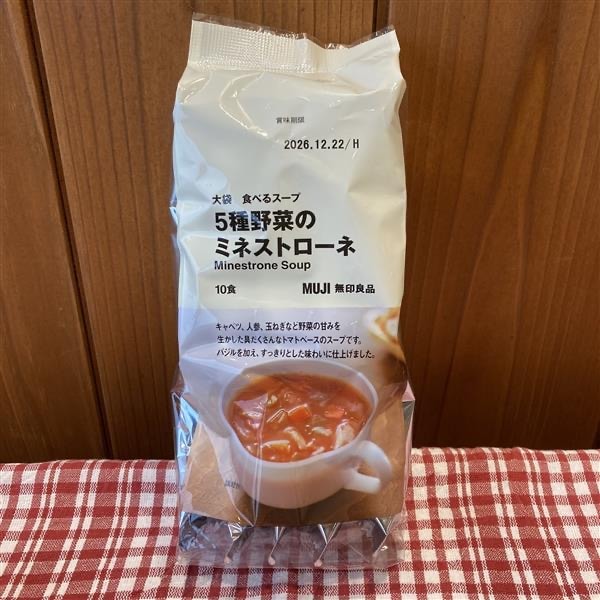 賞味期限
2026.12.22/H
大袋 食べるスープ
5種野菜の
ミネストローネ
Minestrone Soup
10食 MUJI 無印良品
キャベツ、人参、玉ねぎなど野菜の甘みを
生かした具だくさんなトマトベースのスープです。
バジルを加え、すっきりとした味わいに仕上げました。